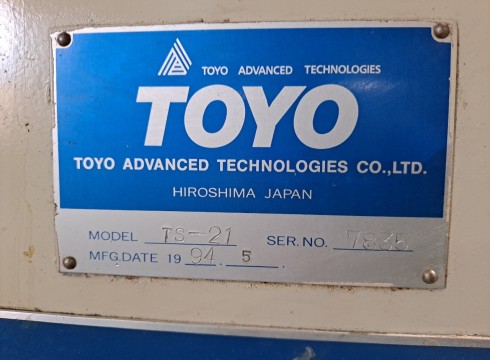 TOYO ADVANCED TECHNOLOGIES
TOYO
TOYO ADVANCED TECHNOLOGIES CO.,LTD.
HIROSHIMA JAPAN
MODEL TS-21 SER.NO.
MFG.DATE 19 94. 5.